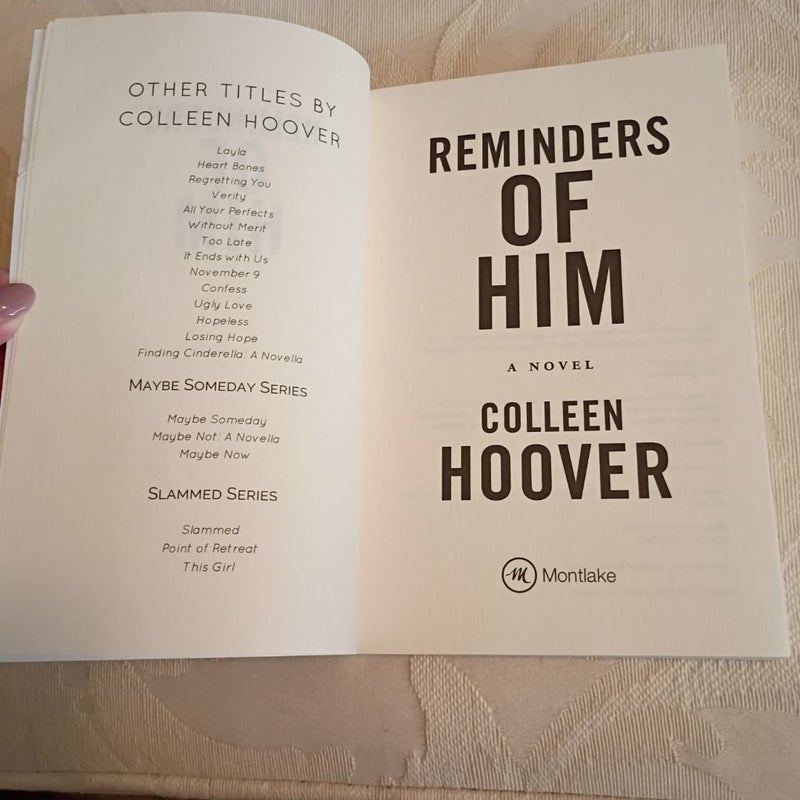 OTHER TITLES BY
COLLEEN HOOVER
Layla
Heart Bones
Regretting You
Verity
All Your Perfects
Without Merit
Too Late
It Ends with Us
November 9
Confess
Ugly Love
Hopeless
Losing Hope
Finding Cinderella: A Novella
MAYBE SOMEDAY SERIES
Maybe Someday
Maybe Not: A Novella
Maybe Now
SLAMMED SERIES
Slammed
Point of Retreat
This Girl
REMINDERS
OF
HIM
A NOVEL
COLLEEN
HOOVER
M Montlake